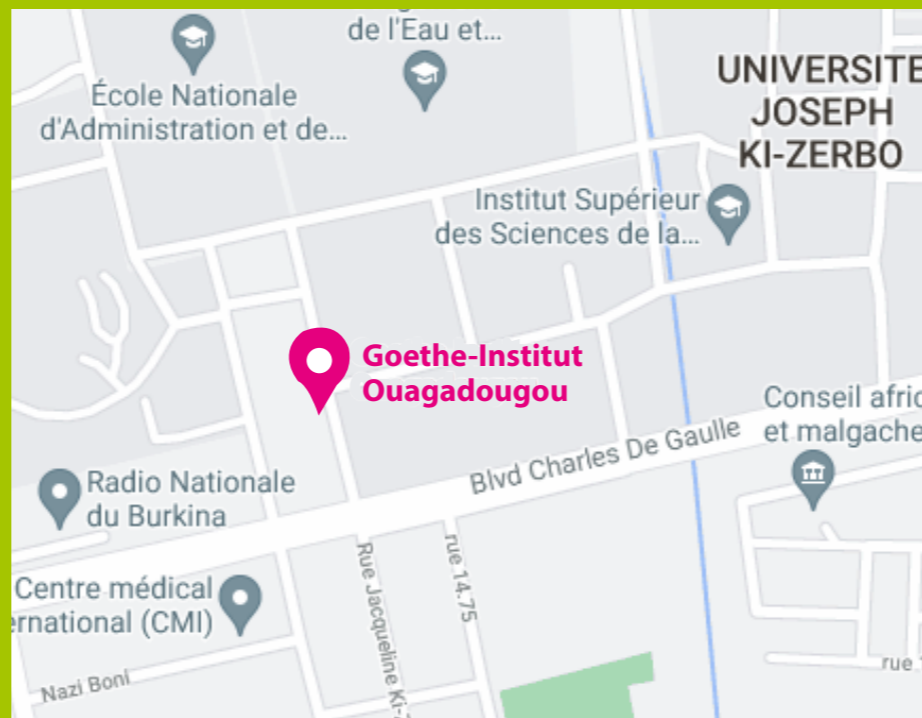 de l'Eau et...
École Nationale
d'Administration et de...
UNIVERSITE
JOSEPH
KI-ZERBO
Institut Supérieur
des Sciences de la...
Goethe-Institut
Ouagadougou
Conseil afric
et malgache
Blvd Charles De Gaulle
Radio Nationale
du Burkina
rue 14.75
Rue Jacqueline Ki-
Centre médical
ernational (CMI)
Nazi Boni
rue